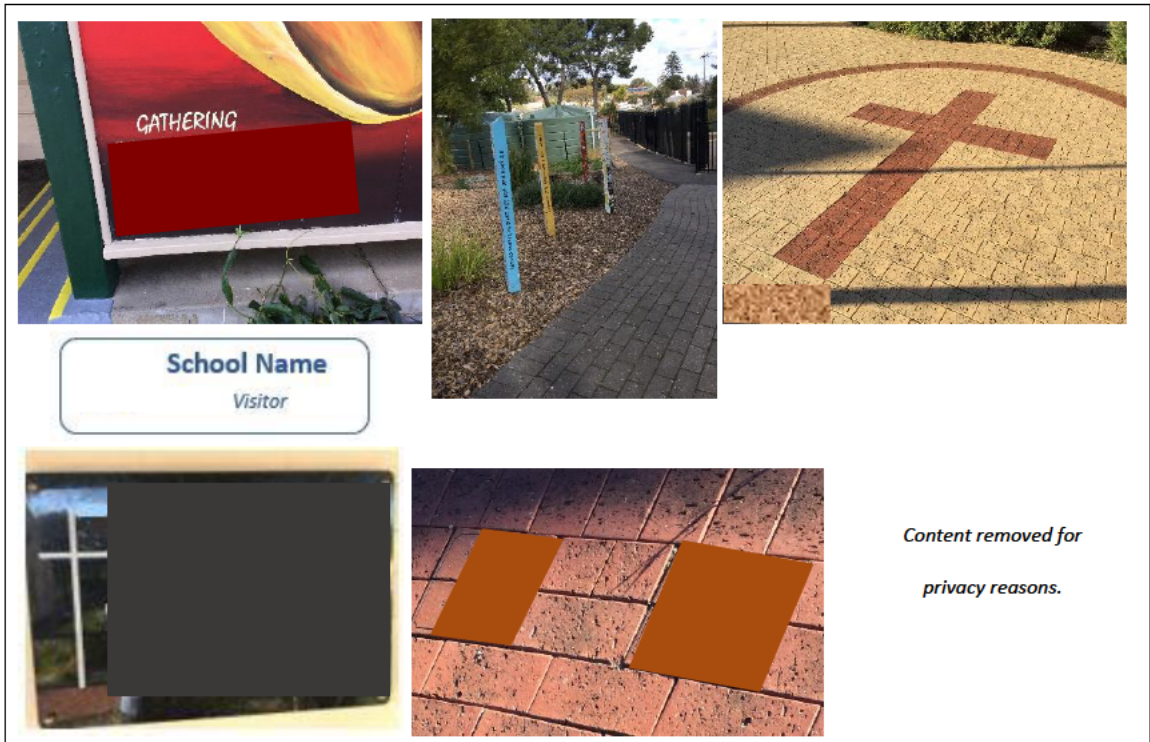 GATHERING
School Name
Visitor
Content removed for
privacy reasons.